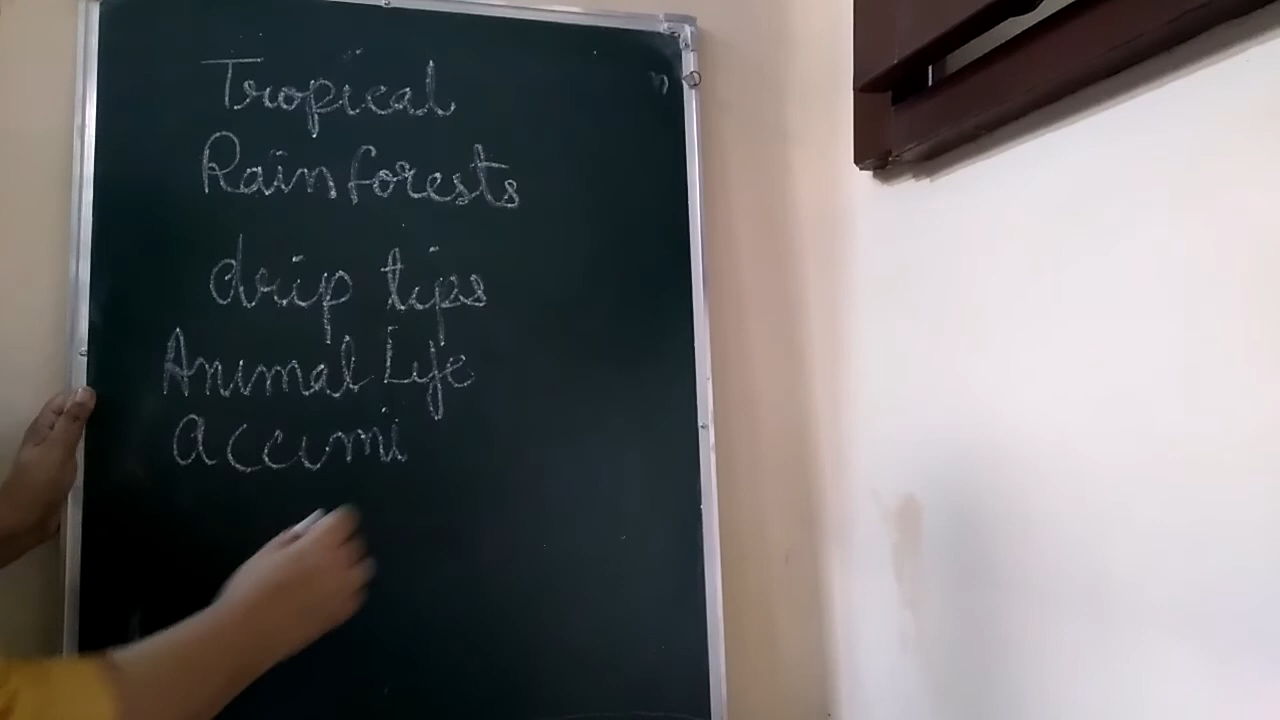 Tropical
Rainforests
drip tips
Animal Life
accumi
n